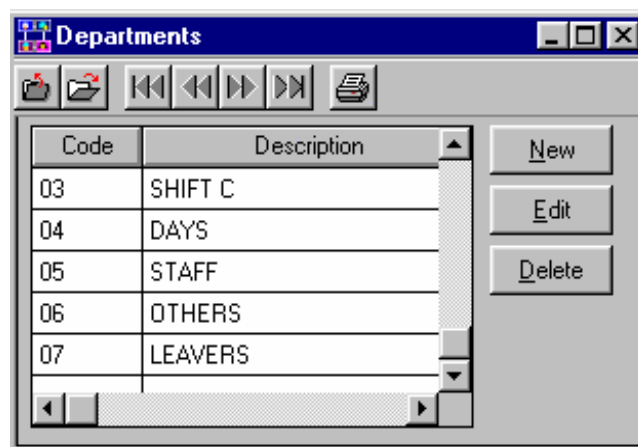 Departments
Code Description
New
03 SHIFT C
Edit
04 DAYS
05 STAFF
Delete
06 OTHERS
07 LEAVERS